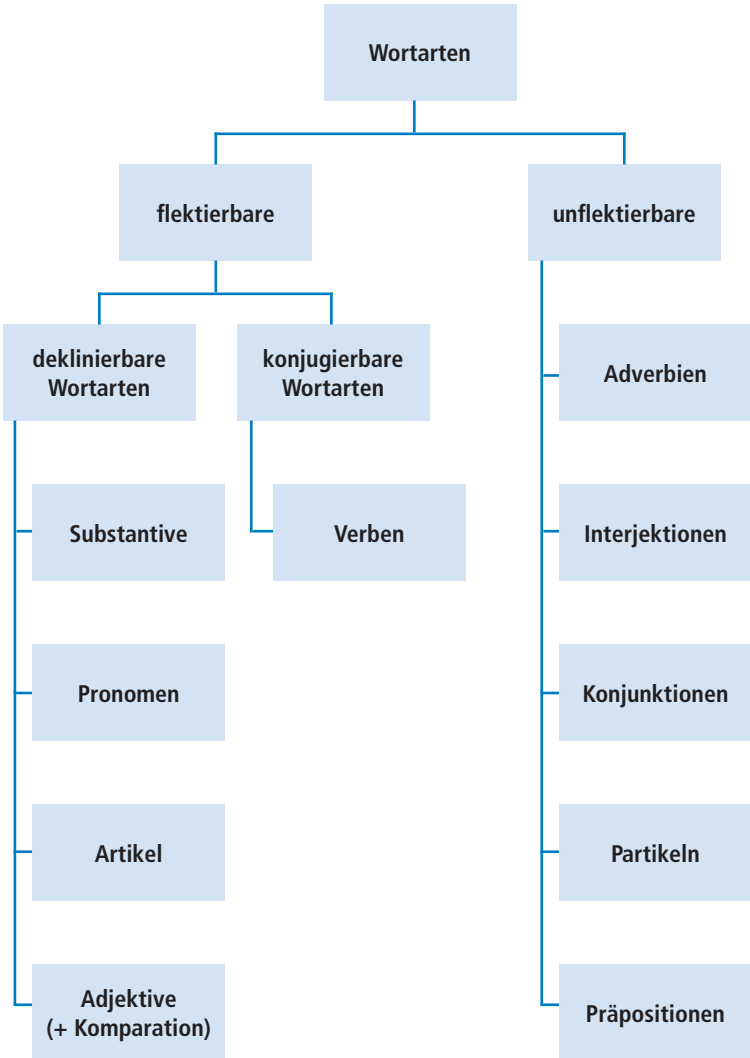 Wortarten
flektierbare
unflektierbare
deklinierbare
Wortarten
konjugierbare
Wortarten
Adverbien
Substantive
Verben
Interjektionen
Pronomen
Konjunktionen
Artikel
Partikeln
Adjektive
(+ Komparation)
Präpositionen